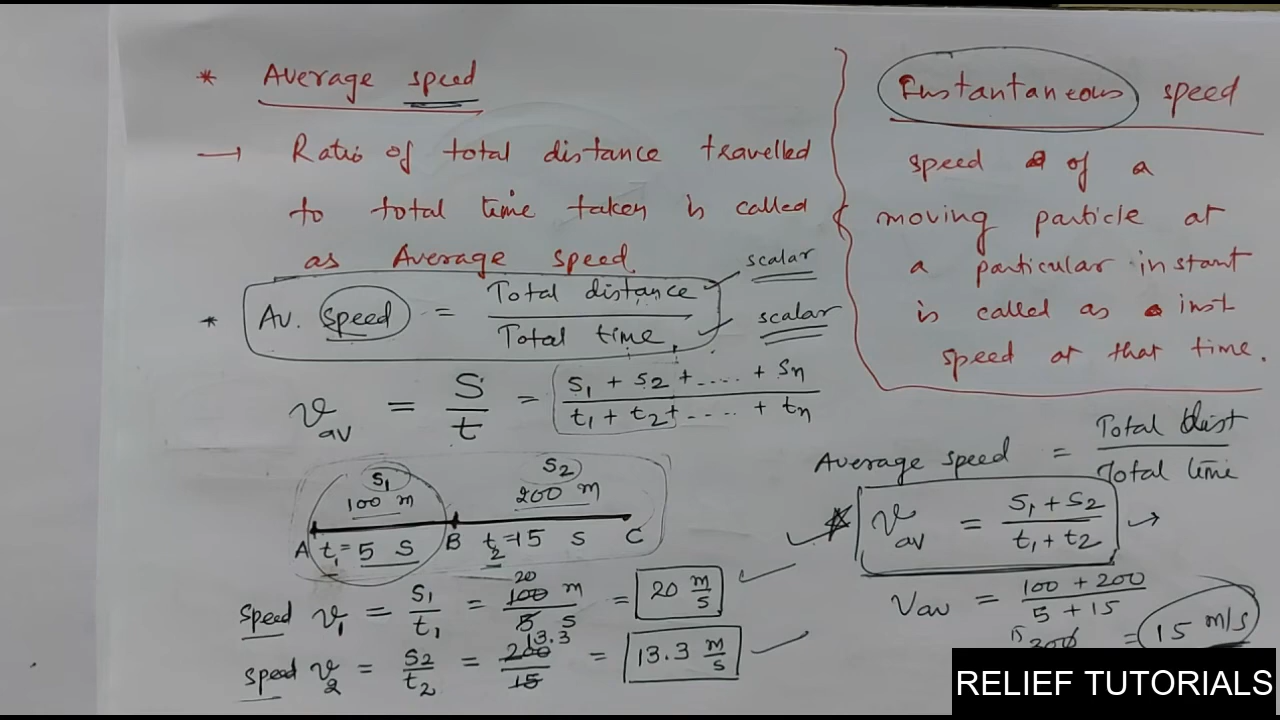 * Average speed
→ Ratio of total distance travelled
to total time taken is called
as Average speed
* Av. speed = Total distance / Total time
scalar
scalar
v av = S / t = s₁ + s₂ + .... + sn / t₁ + t₂ + .... + tn
s₁ s₂
100 m 200 m
A t₁ = 5 s B t₂ = 15 s C
speed v₁ = s₁ / t₁ = 100 m / 5 s = 20 m/s
20
speed v₂ = s₂ / t₂ = 200 / 15 = 13.3 m/s
13.3
Instantaneous speed
speed of a
moving particle at
a particular instant
is called as inst
speed at that time.
Average speed = Total dist / Total time
v av = s₁ + s₂ / t₁ + t₂ →
Vav = 100 + 200 / 5 + 15
= 15 m/s
RELIEF TUTORIALS